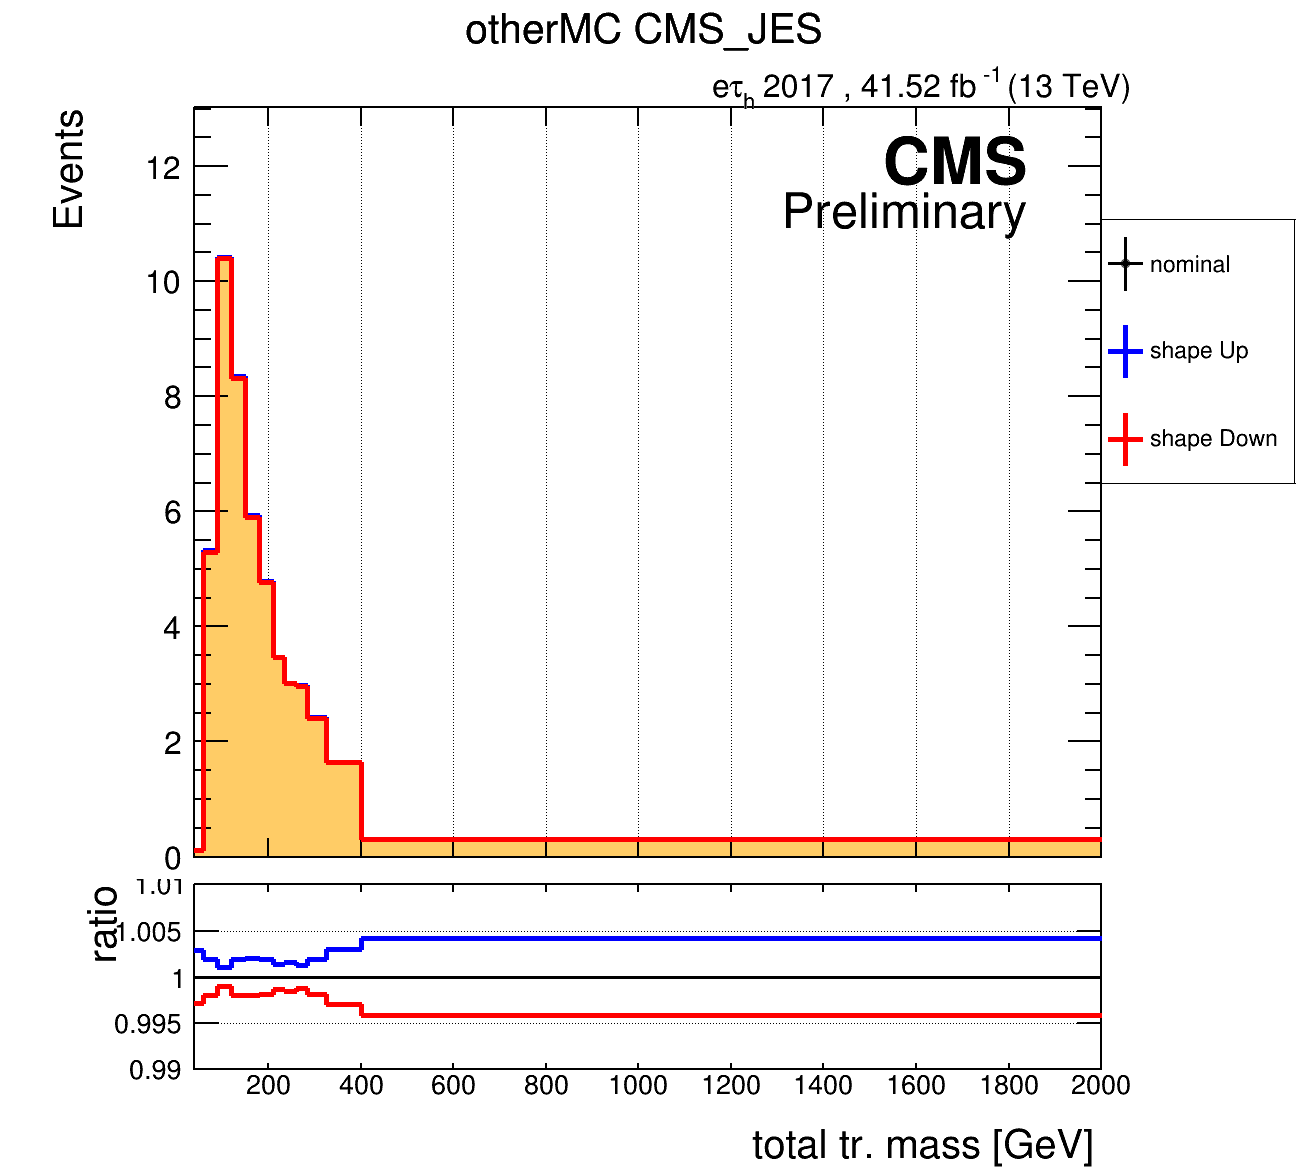 otherMC CMS_JES
eτh 2017 , 41.52 fb -1 (13 TeV)
Events
CMS
Preliminary
12
10
8
6
4
2
0
nominal
shape Up
shape Down
ratio
1.01
1.005
1
0.995
0.99
200 400 600 800 1000 1200 1400 1600 1800 2000
total tr. mass [GeV]